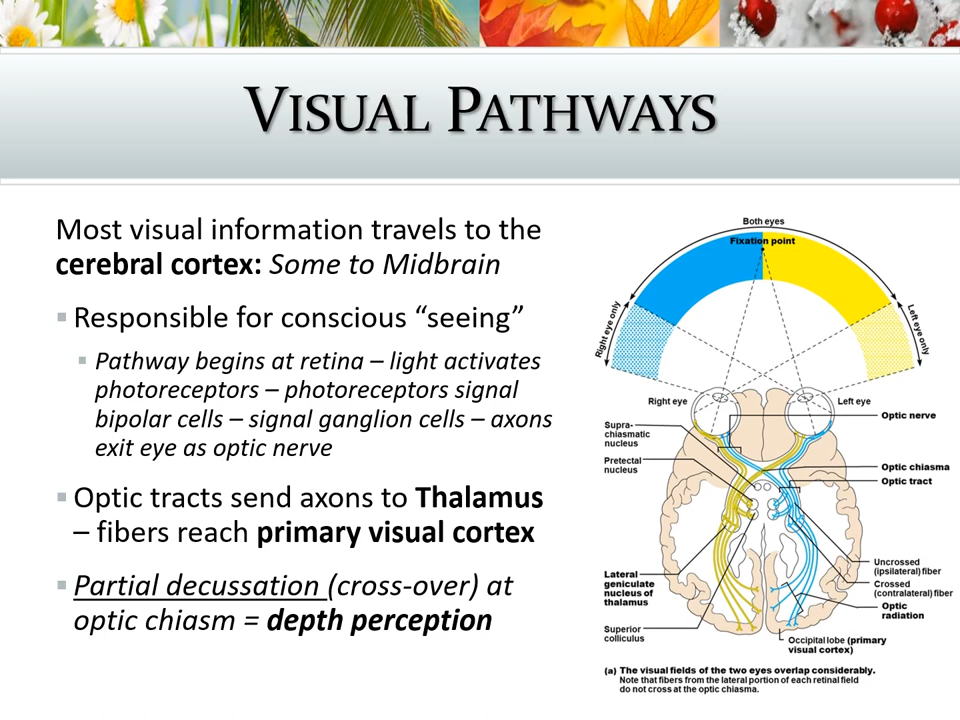 VISUAL PATHWAYS
Most visual information travels to the
cerebral cortex: Some to Midbrain
Responsible for conscious “seeing”
Pathway begins at retina – light activates
photoreceptors – photoreceptors signal
bipolar cells – signal ganglion cells – axons
exit eye as optic nerve
Optic tracts send axons to Thalamus
– fibers reach primary visual cortex
Partial decussation (cross-over) at
optic chiasm = depth perception
Both eyes
Fixation point
Right eye only
Left eye only
Right eye
Left eye
Optic nerve
Supra-
chiasmatic
nucleus
Pretectal
nucleus
Optic chiasma
Optic tract
Lateral
geniculate
nucleus of
thalamus
Superior
colliculus
Uncrossed
(ipsilateral) fiber
Crossed
(contralateral) fiber
Optic
radiation
Occipital lobe (primary
visual cortex)
(a) The visual fields of the two eyes overlap considerably.
Note that fibers from the lateral portion of each retinal field
do not cross at the optic chiasma.